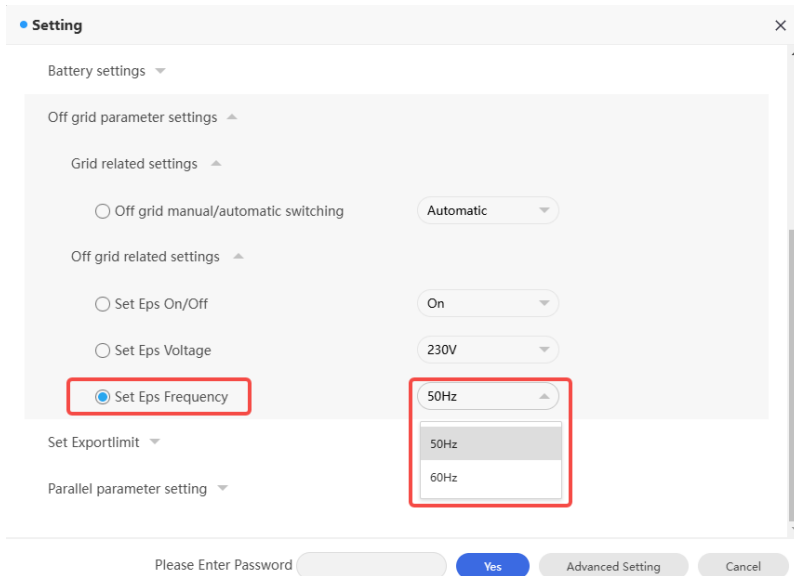 Setting
Battery settings
Off grid parameter settings
Grid related settings
Off grid manual/automatic switching Automatic
Off grid related settings
Set Eps On/Off On
Set Eps Voltage 230V
Set Eps Frequency 50Hz
50Hz
Set Exportlimit
60Hz
Parallel parameter setting
Please Enter Password Yes Advanced Setting Cancel